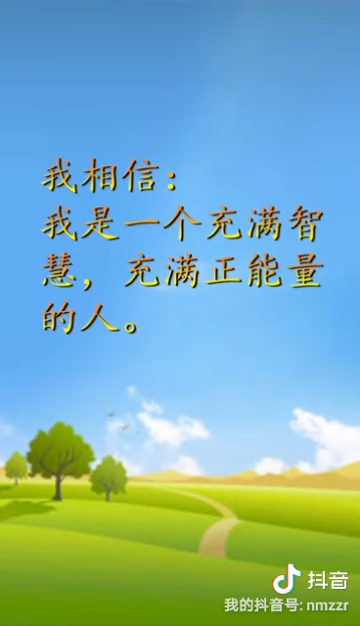 我相信：
我是一个充满智
慧，充满正能量
的人。
抖音
我的抖音号: nmzzr